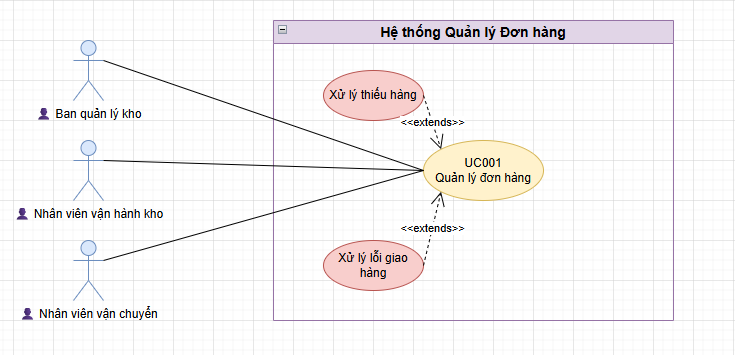 Hệ thống Quản lý Đơn hàng
Ban quản lý kho
Xử lý thiếu hàng
<<extends>>
UC001
Quản lý đơn hàng
Nhân viên vận hành kho
<<extends>>
Xử lý lỗi giao
hàng
Nhân viên vận chuyển